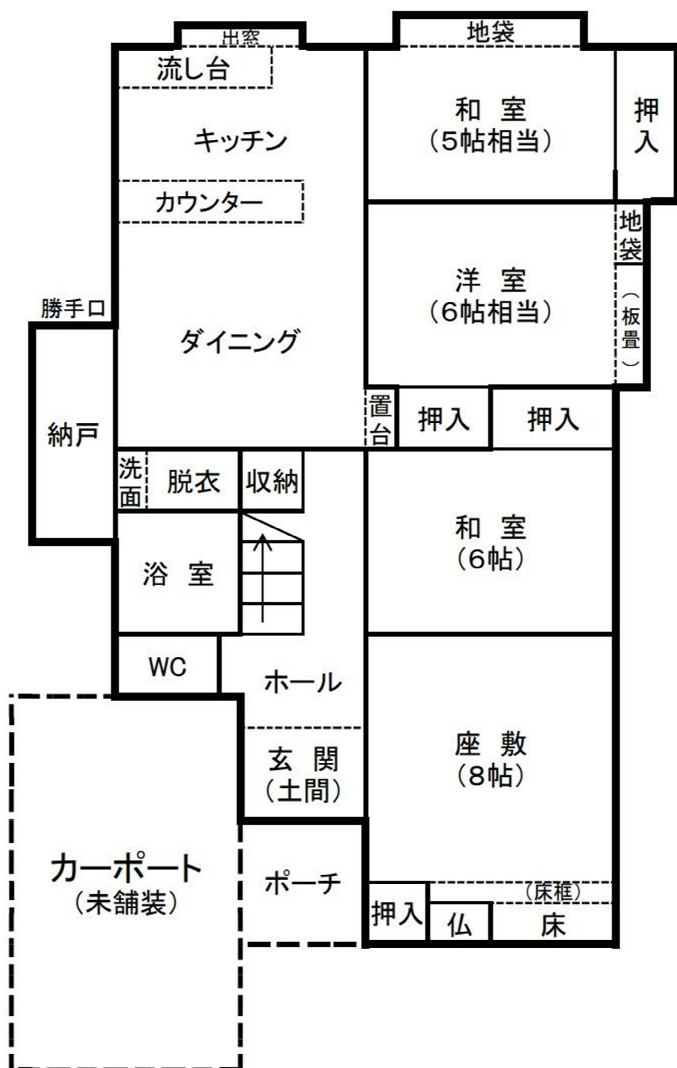 出窓
地袋
流し台
和 室
(5帖相当)
押入
キッチン
カウンター
地袋
洋 室
(6帖相当)
(板畳)
勝手口
ダイニング
置台
押入
押入
納戸
洗面
脱衣
収納
和 室
(6帖)
浴 室
WC
ホール
座 敷
(8帖)
玄 関
(土間)
カーポート
(未舗装)
ポーチ
(床框)
押入
仏
床